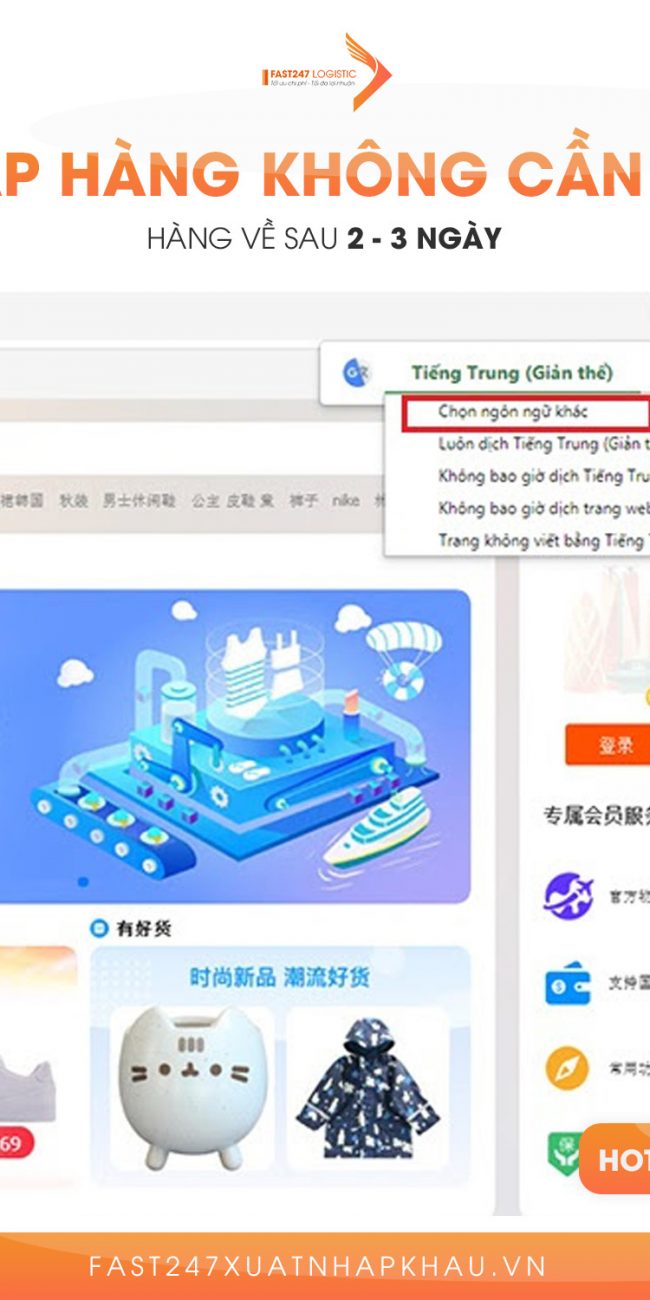 FAST247 LOGISTIC
Tối ưu chi phí - Tối đa lợi nhuận
ẬP HÀNG KHÔNG CẦN
HÀNG VỀ SAU 2 - 3 NGÀY
Tiếng Trung (Giản thể)
Chọn ngôn ngữ khác
Luôn dịch Tiếng Trung (Giản t
Không bao giờ dịch Tiếng Tru
Không bao giờ dịch trang web
Trang không viết bằng Tiếng
裙韩国 秋装 男士休闲鞋 公主 皮鞋 童 裤子 nike
登录
专属会员服务
官方物
支持国
常用功
有好货
时尚新品 潮流好货
69
保
HOT
FAST247XUATNHAPKHAU.VN